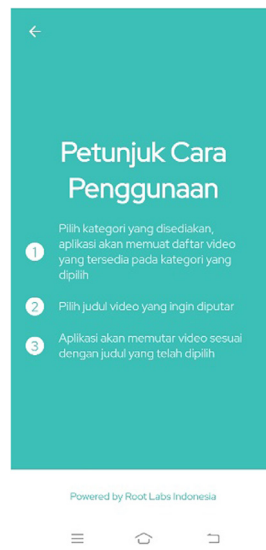 Petunjuk Cara
Penggunaan
1
Pilih kategori yang disediakan,
aplikasi akan memuat daftar video
yang tersedia pada kategori yang
dipilih
2
Pilih judul video yang ingin diputar
3
Aplikasi akan memutar video sesuai
dengan judul yang telah dipilih
Powered by Root Labs Indonesia